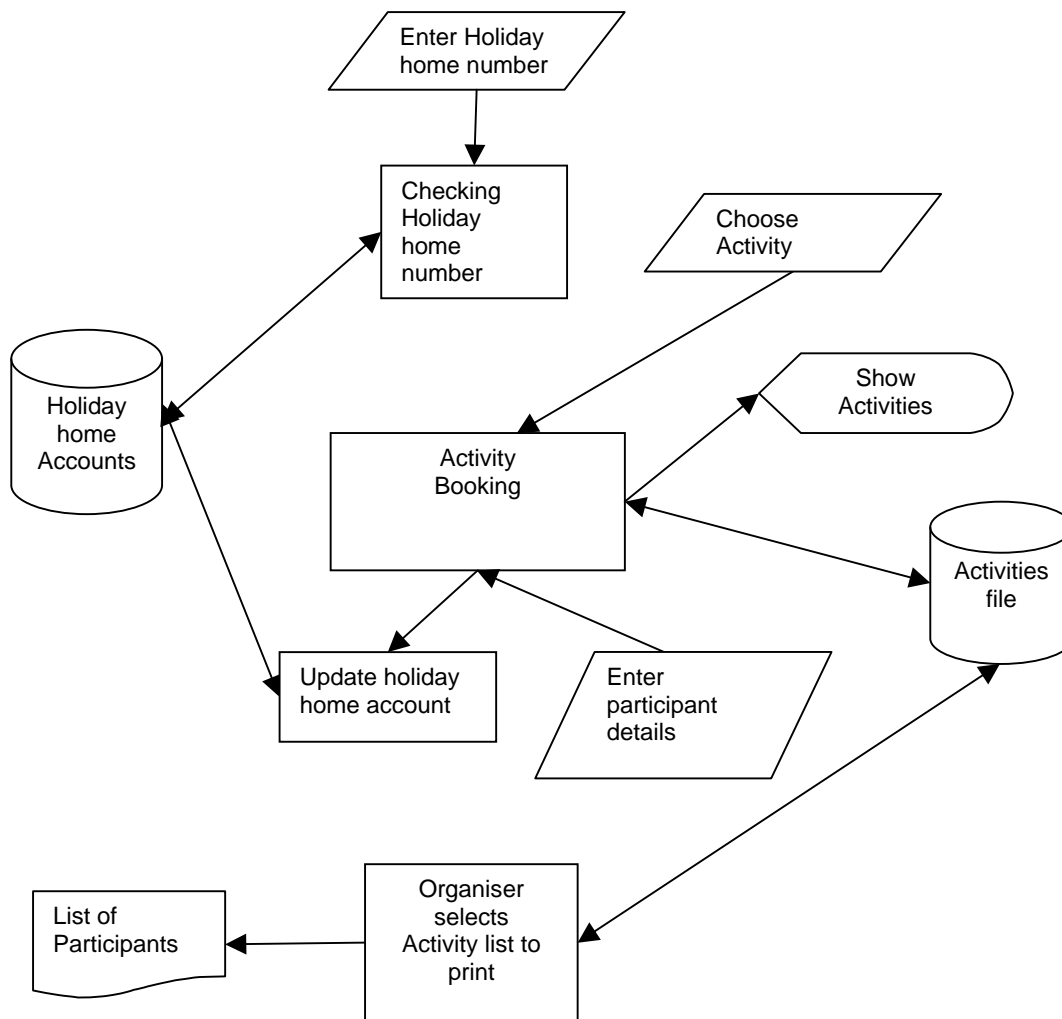 Enter Holiday
home number
Checking
Holiday
home
number
Choose
Activity
Show
Activities
Holiday
home
Accounts
Activity
Booking
Activities
file
Update holiday
home account
Enter
participant
details
Organiser
selects
Activity list to
print
List of
Participants